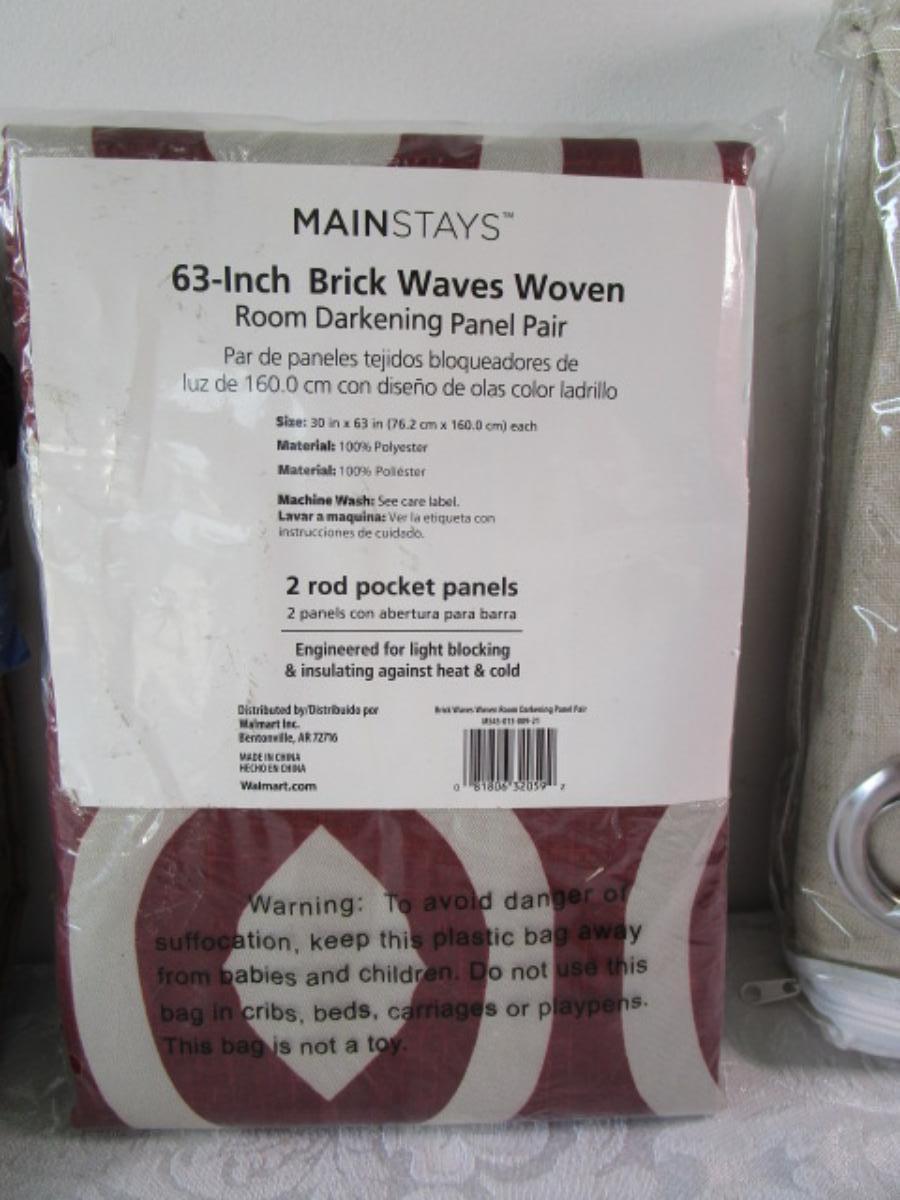 MAINSTAYS™
63-Inch Brick Waves Woven
Room Darkening Panel Pair
Par de paneles tejidos bloqueadores de
luz de 160.0 cm con diseño de olas color ladrillo
Size: 30 in x 63 in (76.2 cm x 160.0 cm) each
Material: 100% Polyester
Material: 100% Poliéster
Machine Wash: See care label.
Lavar a maquina: Ver la etiqueta con
instrucciones de cuidado.
2 rod pocket panels
2 panels con abertura para barra
Engineered for light blocking
& insulating against heat & cold
Distributed by/Distribuido por
Walmart Inc.
Bentonville, AR 72716
MADE IN CHINA
HECHO EN CHINA
Walmart.com
Brick Waves Woven Room Darkening Panel Pair
0 81806 32059 7
Warning: To avoid danger of
suffocation, keep this plastic bag away
from babies and children. Do not use this
bag in cribs, beds, carriages or playpens.
This bag is not a toy.